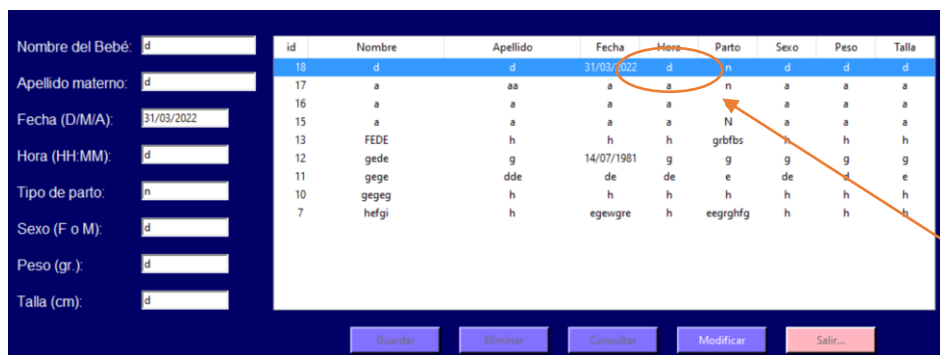 Nombre del Bebé: d
Apellido materno: d
Fecha (D/M/A): 31/03/2022
Hora (HH:MM): d
Tipo de parto: n
Sexo (F o M): d
Peso (gr.): d
Talla (cm): d
id Nombre Apellido Fecha Hora Parto Sexo Peso Talla
18 d d 31/03/2022 d n d d d
17 a aa a a n a a a
16 a a a a a a a
15 a a a a N a a a
13 FEDE h h h grbfbs h h h
12 gede g 14/07/1981 g g g g g
11 gege dde de de e de d e
10 gegeg h h h h h h h
7 hefgi h egewgre h eegrghfg h h h
Guardar Eliminar Consultar Modificar Salir...